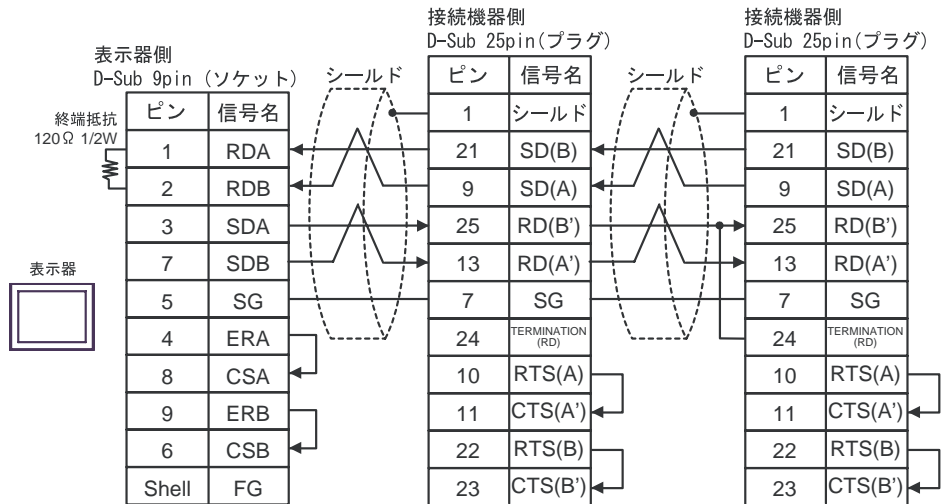 表示器側
D-Sub 9pin (ソケット)
終端抵抗
120Ω 1/2W
ピン 信号名
1 RDA
2 RDB
3 SDA
7 SDB
5 SG
4 ERA
8 CSA
9 ERB
6 CSB
Shell FG
表示器
シールド
接続機器側
D-Sub 25pin(プラグ)
ピン 信号名
1 シールド
21 SD(B)
9 SD(A)
25 RD(B')
13 RD(A')
7 SG
24 TERMINATION
(RD)
10 RTS(A)
11 CTS(A')
22 RTS(B)
23 CTS(B')
シールド
接続機器側
D-Sub 25pin(プラグ)
ピン 信号名
1 シールド
21 SD(B)
9 SD(A)
25 RD(B')
13 RD(A')
7 SG
24 TERMINATION
(RD)
10 RTS(A)
11 CTS(A')
22 RTS(B)
23 CTS(B')